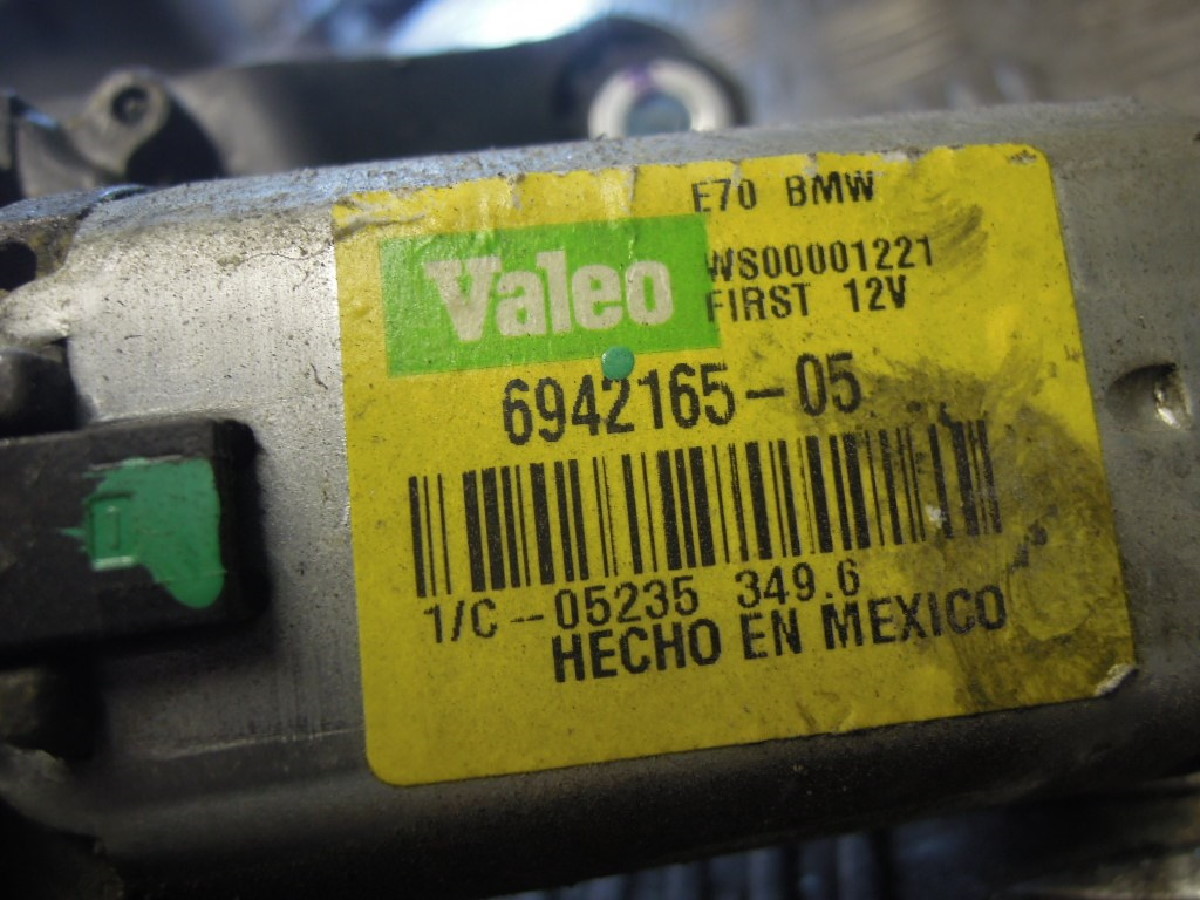 E70 BMW
Valeo
WS00001221
FIRST 12V
6942165-05
1/C-05235 349.6
HECHO EN MEXICO